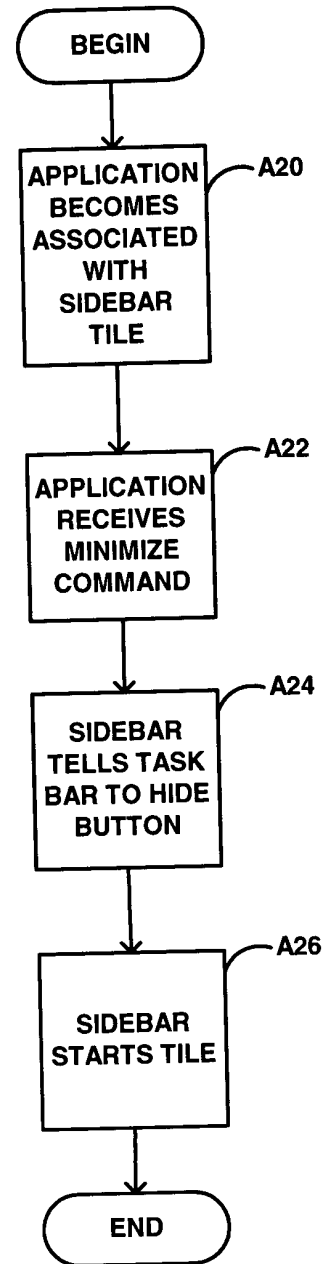 BEGIN
A20
APPLICATION
BECOMES
ASSOCIATED
WITH
SIDEBAR
TILE
A22
APPLICATION
RECEIVES
MINIMIZE
COMMAND
A24
SIDEBAR
TELLS TASK
BAR TO HIDE
BUTTON
A26
SIDEBAR
STARTS TILE
END